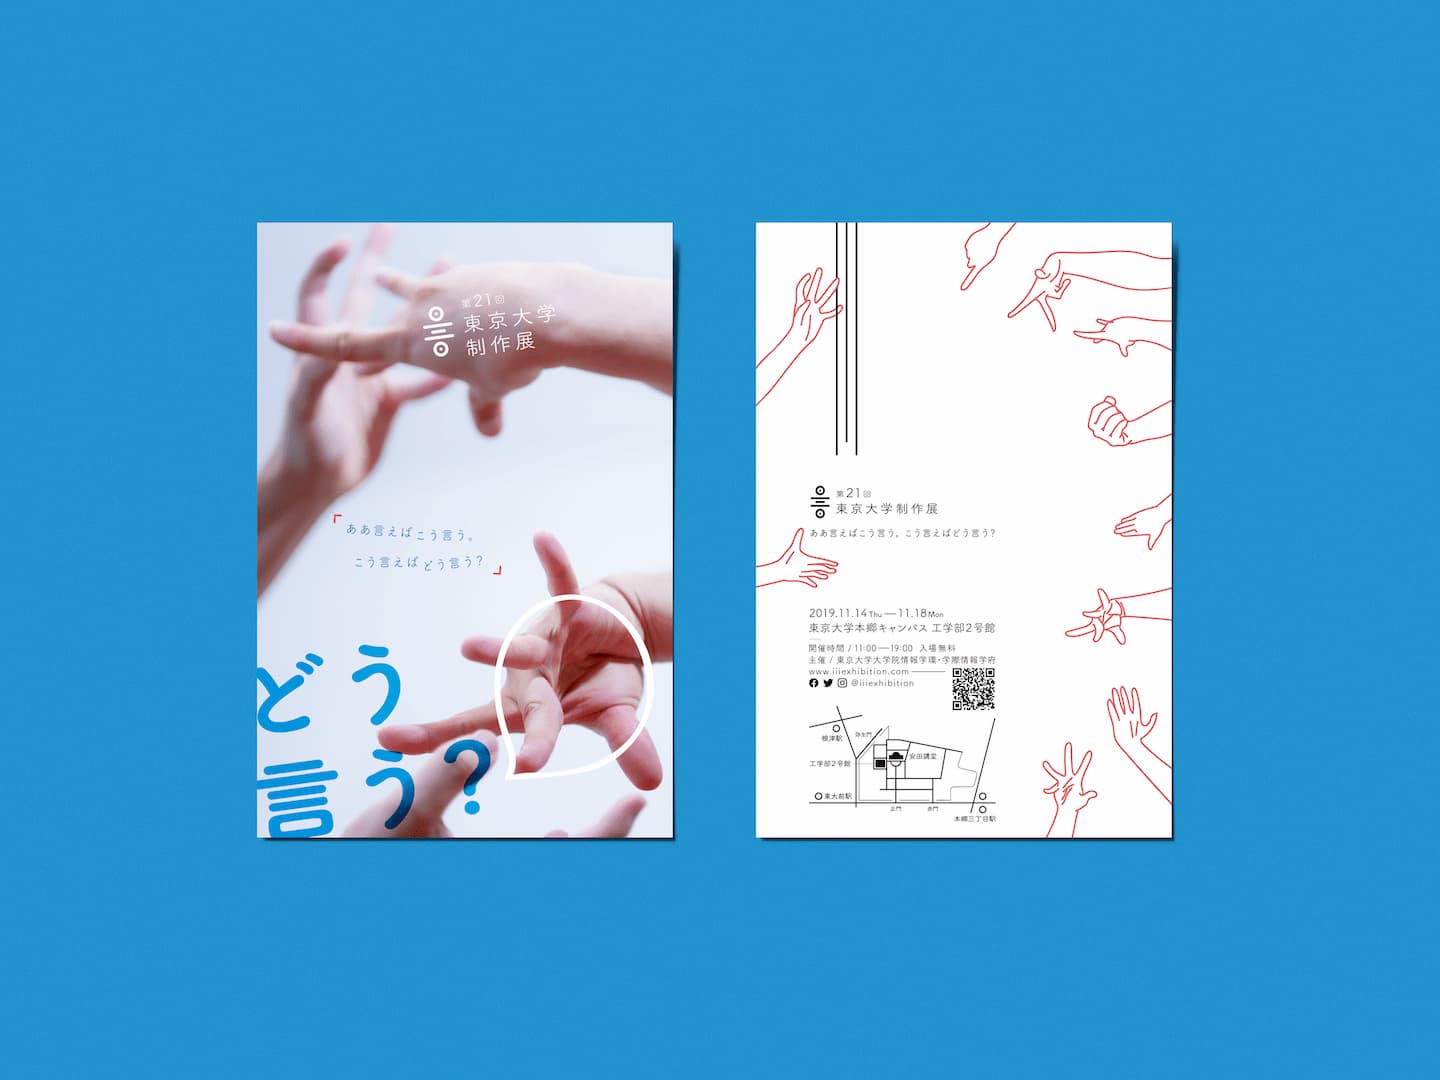 第21回
東京大学
制作展
「ああ言えばこう言う。
こう言えばどう言う?」
どう
言う?
第21回
東京大学制作展
ああ言えばこう言う。こう言えばどう言う?
2019.11.14 Thu — 11.18 Mon
東京大学本郷キャンパス 工学部2号館
開催時間 / 11:00 — 19:00 入場無料
主催 / 東京大学大学院情報学環・学際情報学府
www.iiiexhibition.com
@iiiexhibition
根津駅
弥生門
工学部2号館
安田講堂
東大前駅
正門
赤門
本郷三丁目駅